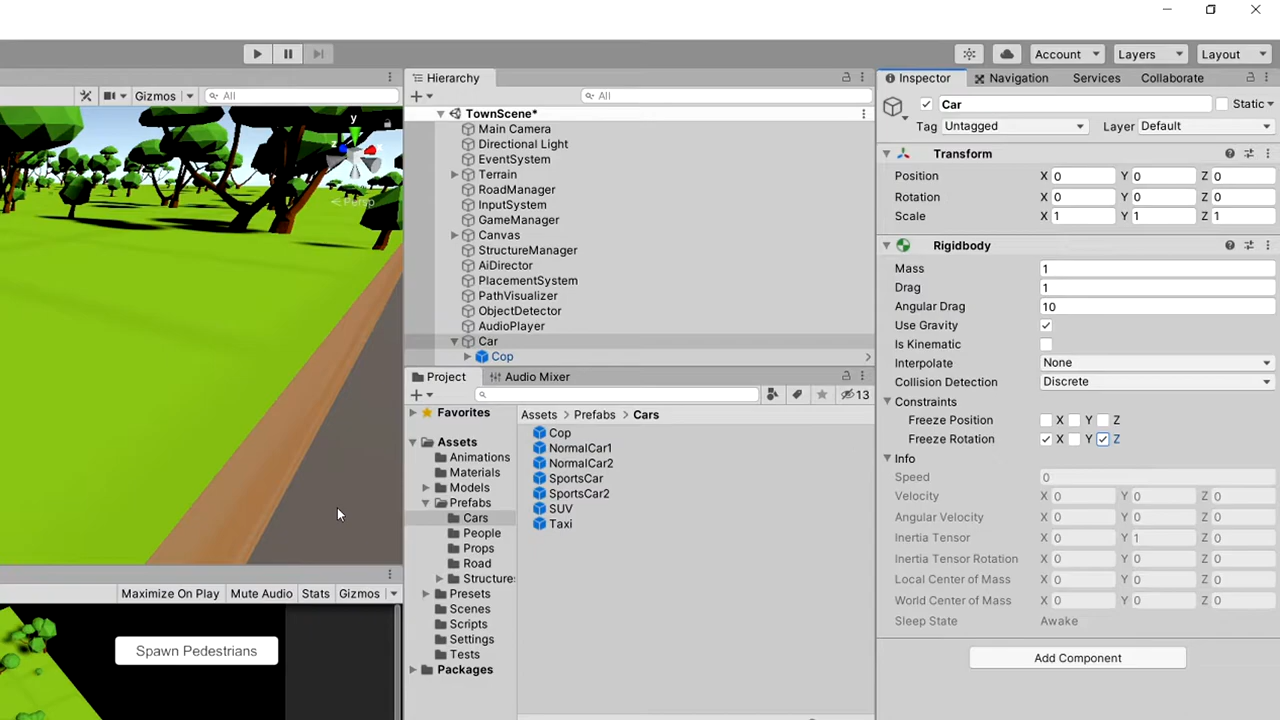 Account
Layers
Layout
Gizmos
All
y
z
Persp
Hierarchy
All
TownScene*
Main Camera
Directional Light
EventSystem
Terrain
RoadManager
InputSystem
GameManager
Canvas
StructureManager
AiDirector
PlacementSystem
PathVisualizer
ObjectDetector
AudioPlayer
Car
Cop
Project
Audio Mixer
13
Favorites
Assets
Animations
Materials
Models
Prefabs
Cars
People
Props
Road
Structure
Presets
Scenes
Scripts
Settings
Tests
Packages
Assets > Prefabs > Cars
Cop
NormalCar1
NormalCar2
SportsCar
SportsCar2
SUV
Taxi
Maximize On Play Mute Audio Stats Gizmos
Spawn Pedestrians
Inspector
Navigation
Services
Collaborate
Car
Static
Tag Untagged Layer Default
Transform
Position X 0 Y 0 Z 0
Rotation X 0 Y 0 Z 0
Scale X 1 Y 1 Z 1
Rigidbody
Mass 1
Drag 1
Angular Drag 10
Use Gravity
Is Kinematic
Interpolate None
Collision Detection Discrete
Constraints
Freeze Position X Y Z
Freeze Rotation X Y Z
Info
Speed 0
Velocity X 0 Y 0 Z 0
Angular Velocity X 0 Y 0 Z 0
Inertia Tensor X 0 Y 1 Z 0
Inertia Tensor Rotation X 0 Y 0 Z 0
Local Center of Mass X 0 Y 0 Z 0
World Center of Mass X 0 Y 0 Z 0
Sleep State Awake
Add Component